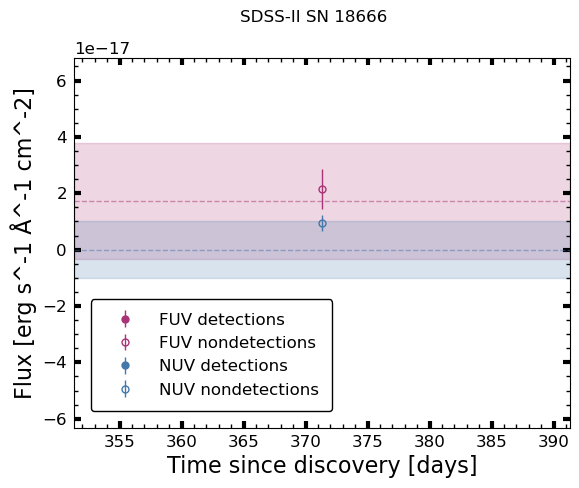 SDSS-II SN 18666
1e−17
6
4
2
0
−2
−4
−6
Flux [erg s^-1 Å^-1 cm^-2]
FUV detections
FUV nondetections
NUV detections
NUV nondetections
355 360 365 370 375 380 385 390
Time since discovery [days]